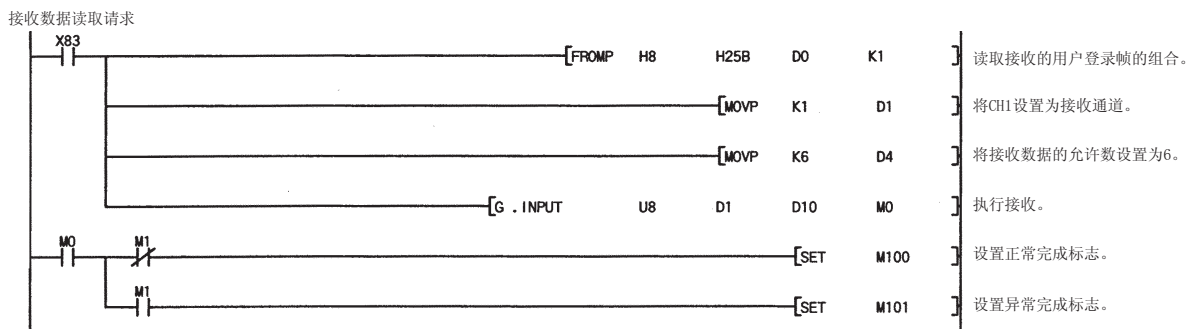 接收数据读取请求
X83
FROMP H8 H25B D0 K1 读取接收的用户登录帧的组合。
MOVP K1 D1 将CH1设置为接收通道。
MOVP K6 D4 将接收数据的允许数设置为6。
G .INPUT U8 D1 D10 M0 执行接收。
M0 M1
SET M100 设置正常完成标志。
M1
SET M101 设置异常完成标志。